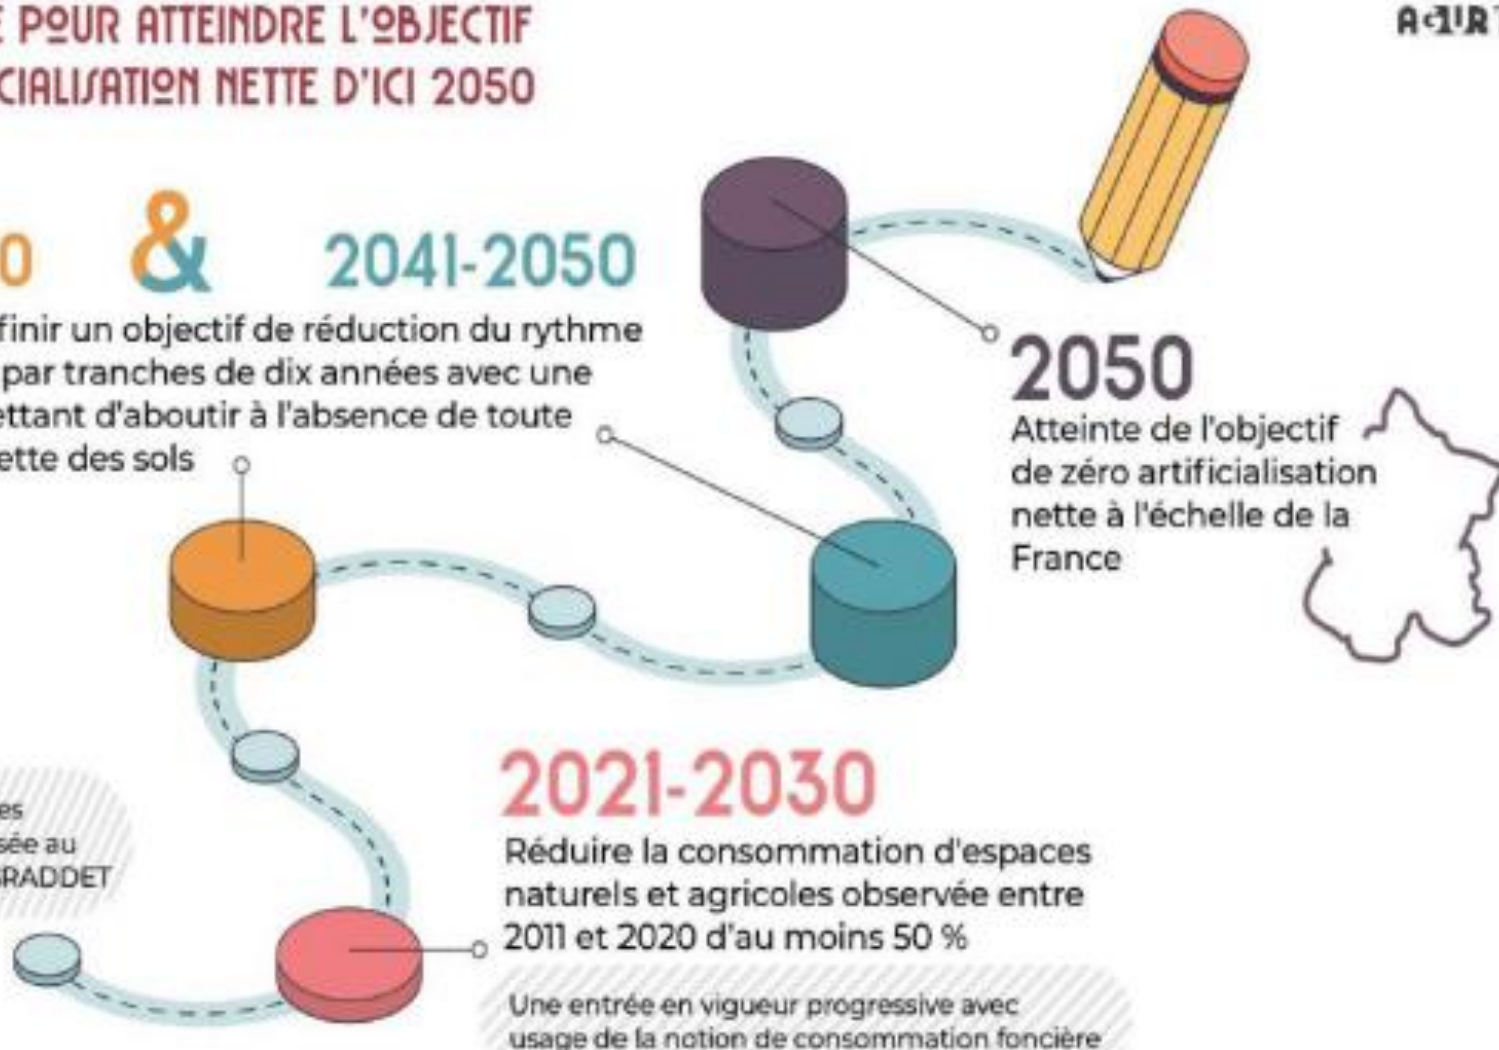 POUR ATTEINDRE L'OBJECTIF
CIALISATION NETTE D'ICI 2050
0 & 2041-2050
finir un objectif de réduction du rythme
par tranches de dix années avec une
ettant d'aboutir à l'absence de toute
ette des sols
2050
Atteinte de l'objectif
de zéro artificialisation
nette à l'échelle de la
France
es
sée au
RADDET
2021-2030
Réduire la consommation d'espaces
naturels et agricoles observée entre
2011 et 2020 d'au moins 50 %
Une entrée en vigueur progressive avec
usage de la notion de consommation foncière